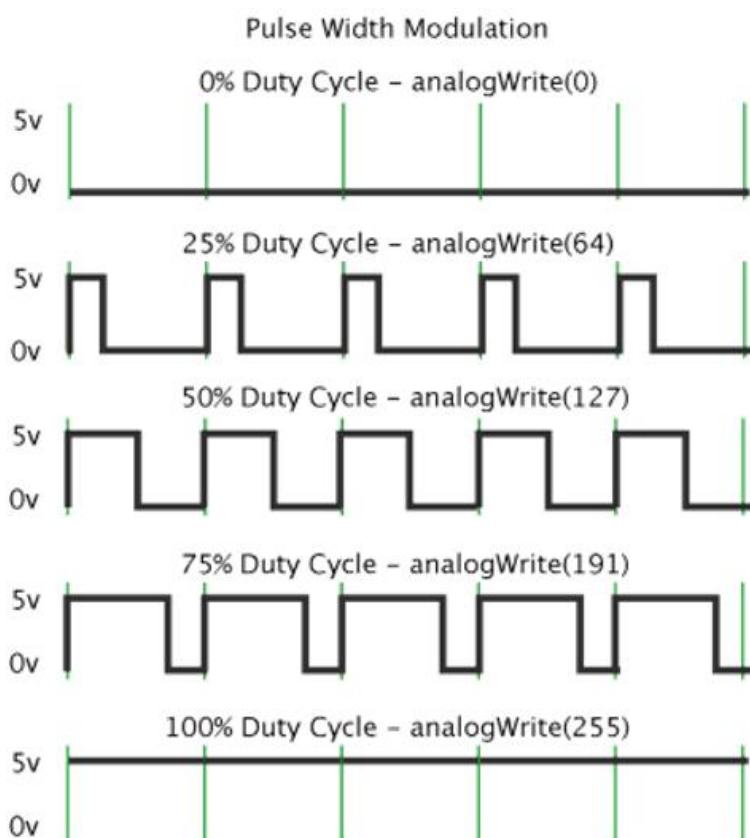 Pulse Width Modulation
0% Duty Cycle – analogWrite(0)
5v
0v
25% Duty Cycle – analogWrite(64)
5v
0v
50% Duty Cycle – analogWrite(127)
5v
0v
75% Duty Cycle – analogWrite(191)
5v
0v
100% Duty Cycle – analogWrite(255)
5v
0v